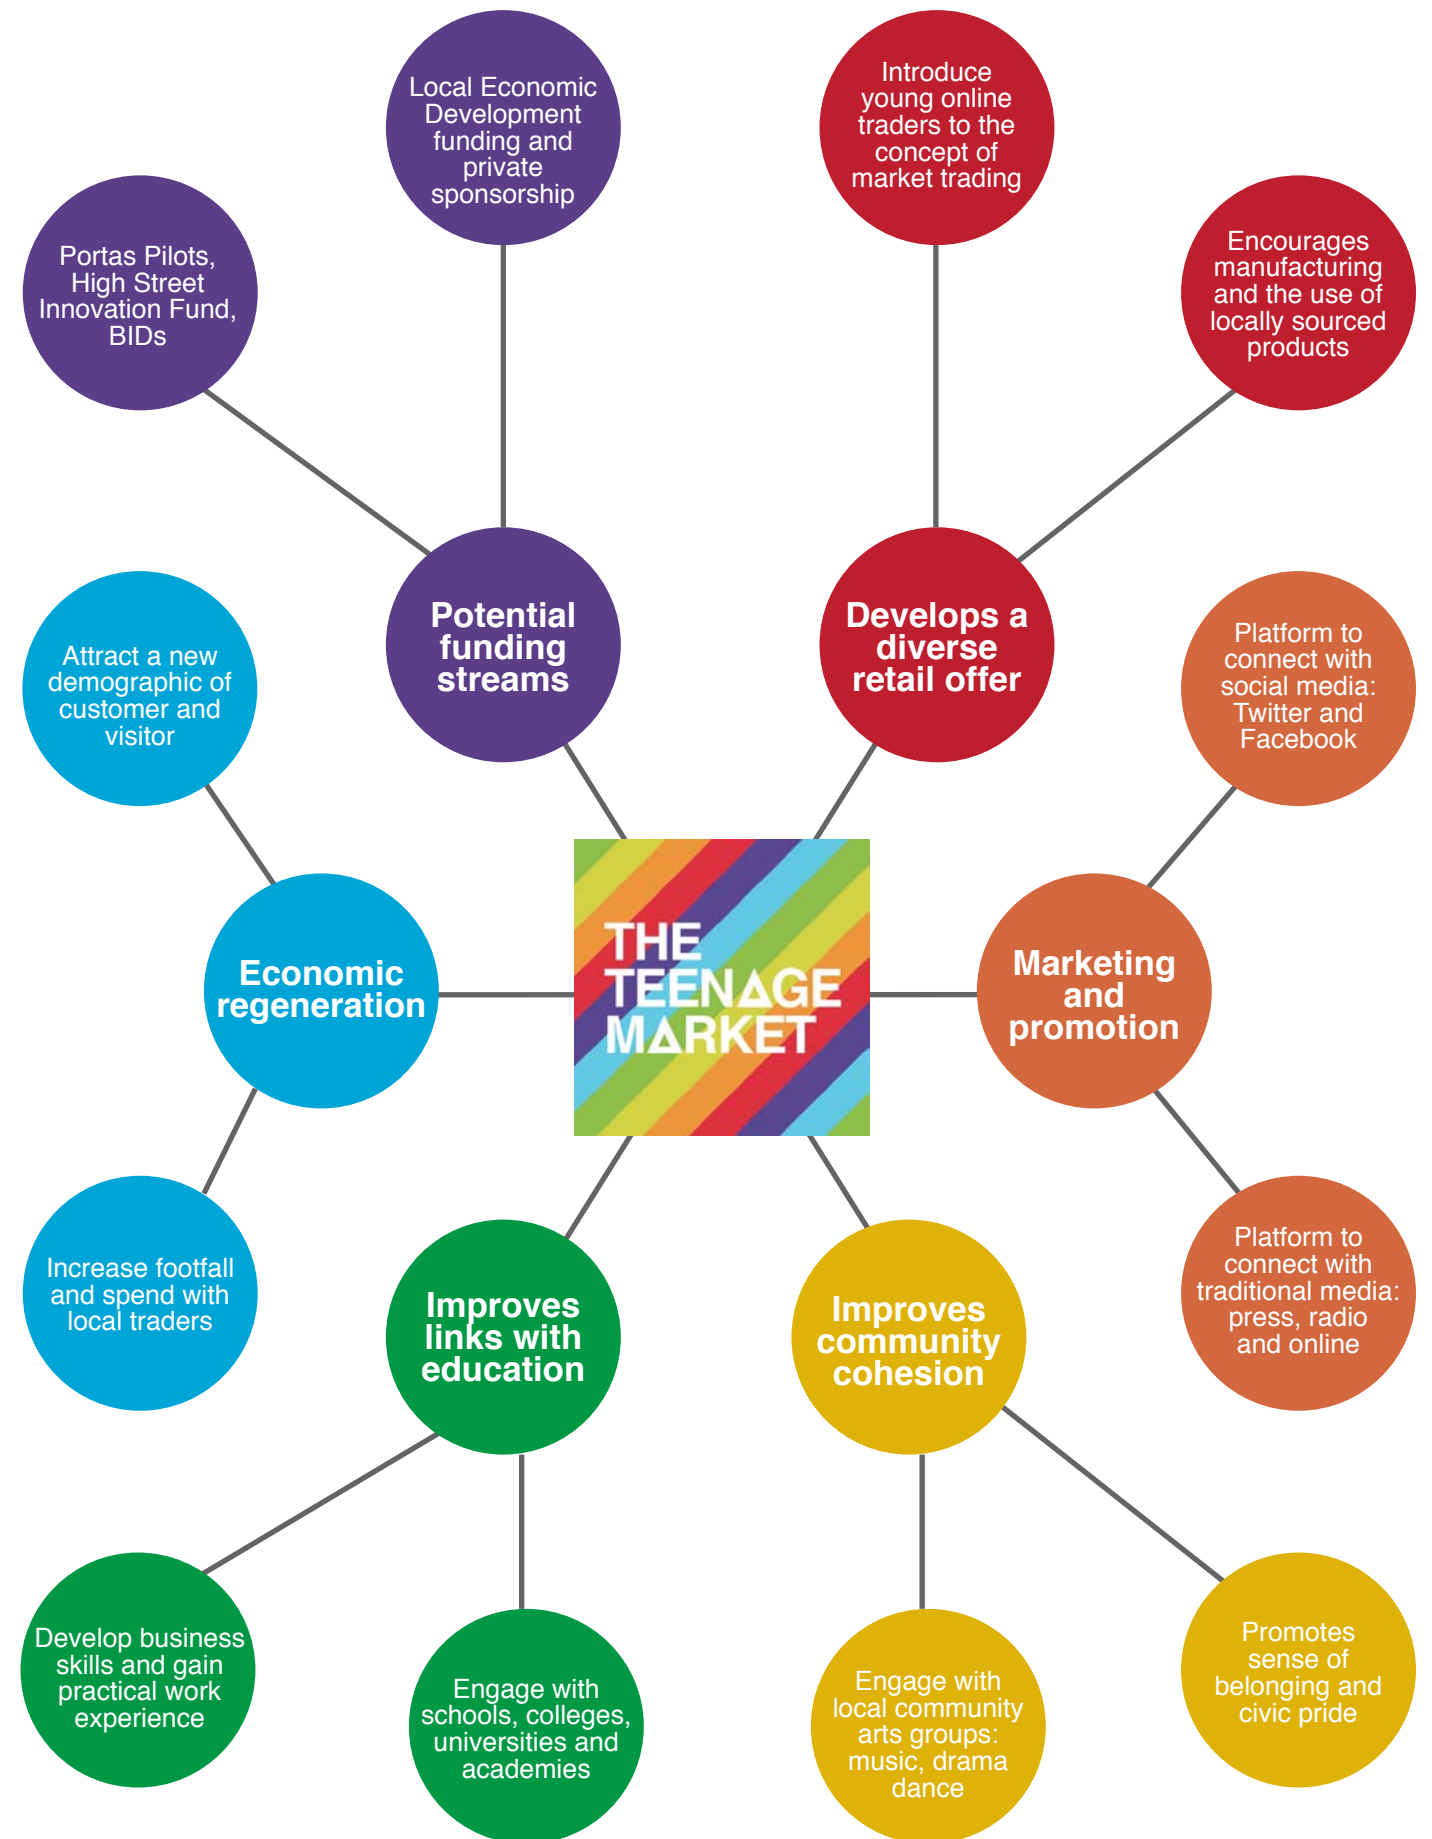 Local Economic
Development
funding and
private
sponsorship
Introduce
young online
traders to the
concept of
market trading
Portas Pilots,
High Street
Innovation Fund,
BIDs
Encourages
manufacturing
and the use of
locally sourced
products
Potential
funding
streams
Develops a
diverse
retail offer
Attract a new
demographic of
customer and
visitor
Platform to
connect with
social media:
Twitter and
Facebook
Economic
regeneration
THE
TEENAGE
MARKET
Marketing
and
promotion
Increase footfall
and spend with
local traders
Improves
links with
education
Improves
community
cohesion
Platform to
connect with
traditional media:
press, radio
and online
Develop business
skills and gain
practical work
experience
Engage with
schools, colleges,
universities and
academies
Engage with
local community
arts groups:
music, drama
dance
Promotes
sense of
belonging and
civic pride